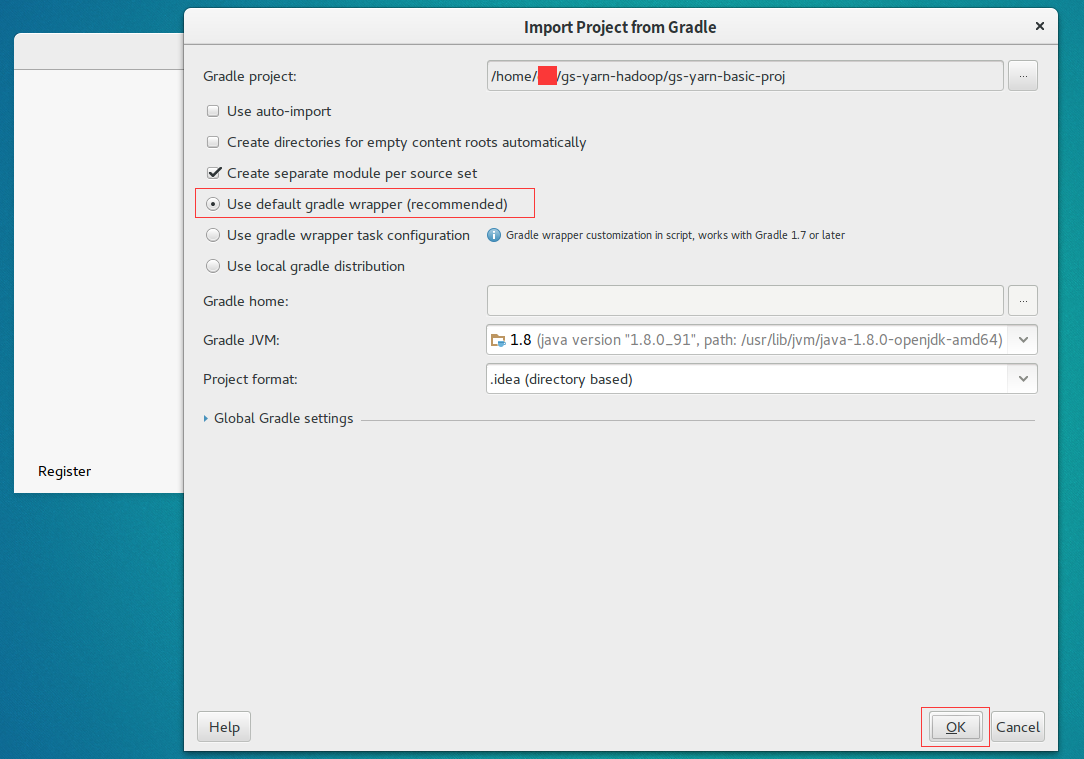 Import Project from Gradle
Gradle project: /home/ /gs-yarn-hadoop/gs-yarn-basic-proj ...
Use auto-import
Create directories for empty content roots automatically
Create separate module per source set
Use default gradle wrapper (recommended)
Use gradle wrapper task configuration Gradle wrapper customization in script, works with Gradle 1.7 or later
Use local gradle distribution
Gradle home: ...
Gradle JVM: 1.8 (java version "1.8.0_91", path: /usr/lib/jvm/java-1.8.0-openjdk-amd64)
Project format: .idea (directory based)
Global Gradle settings
Register
Help OK Cancel